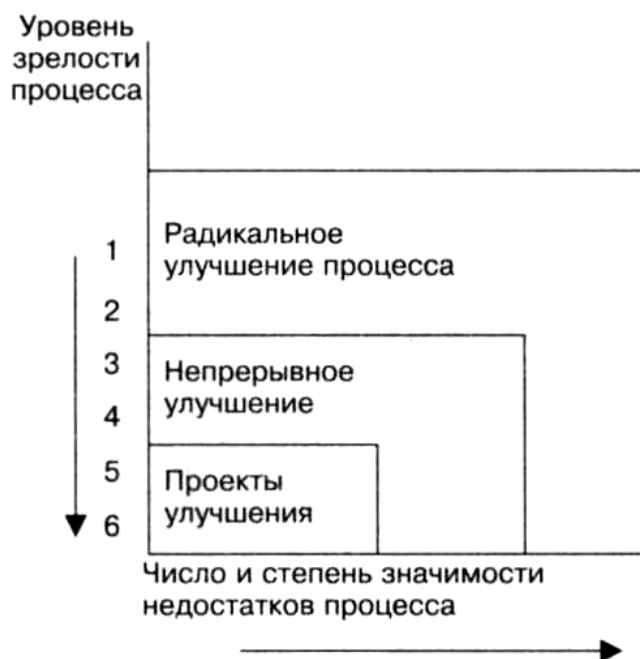 Уровень
зрелости
процесса
1
Радикальное
улучшение процесса
2
3
Непрерывное
улучшение
4
5
Проекты
улучшения
6
Число и степень значимости
недостатков процесса